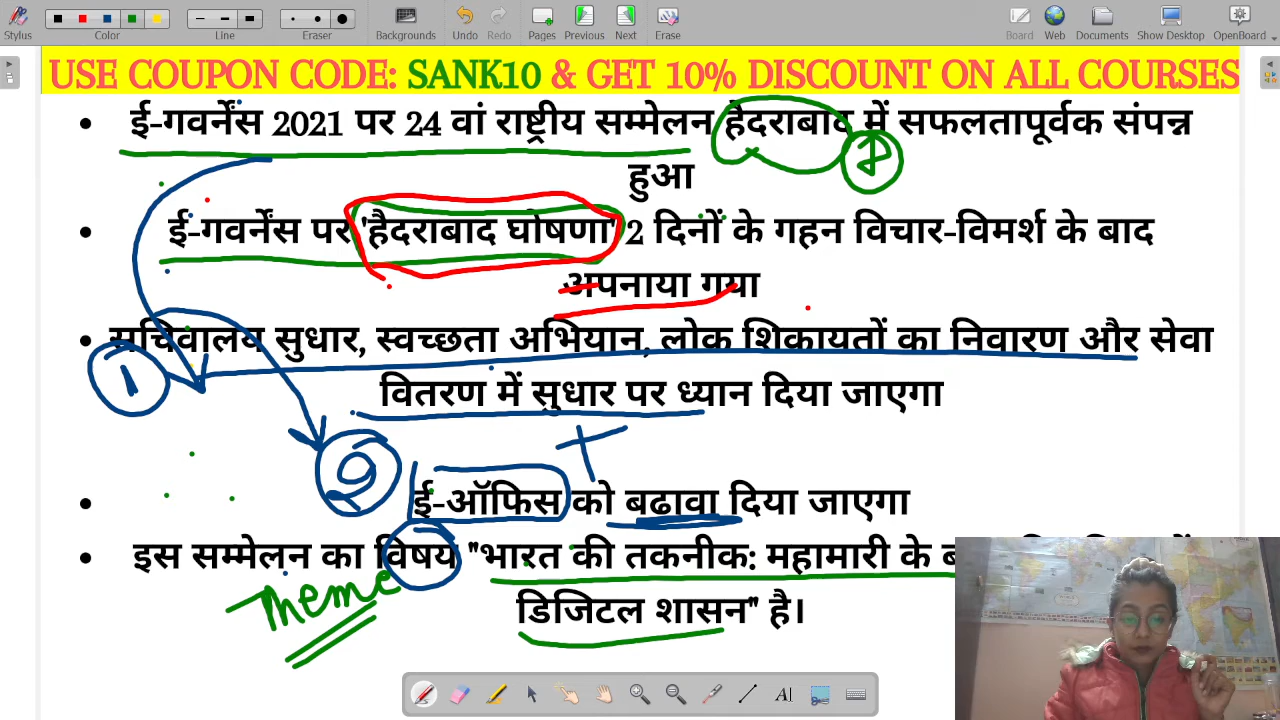 Stylus
Color
Line
Eraser
Backgrounds
Undo
Redo
Pages
Previous
Next
Erase
Board
Web
Documents
Show Desktop
OpenBoard
USE COUPON CODE: SANK10 & GET 10% DISCOUNT ON ALL COURSES
• ई-गवर्नेंस 2021 पर 24 वां राष्ट्रीय सम्मेलन हैदराबाद में सफलतापूर्वक संपन्न
हुआ
• ई-गवर्नेंस पर 'हैदराबाद घोषणा' 2 दिनों के गहन विचार-विमर्श के बाद
अपनाया गया
• सचिवालय सुधार, स्वच्छता अभियान, लोक शिकायतों का निवारण और सेवा
1
वितरण में सुधार पर ध्यान दिया जाएगा
2
• ई-ऑफिस को बढावा दिया जाएगा
• इस सम्मेलन का विषय "भारत की तकनीक: महामारी के
Theme
डिजिटल शासन" है।
AI